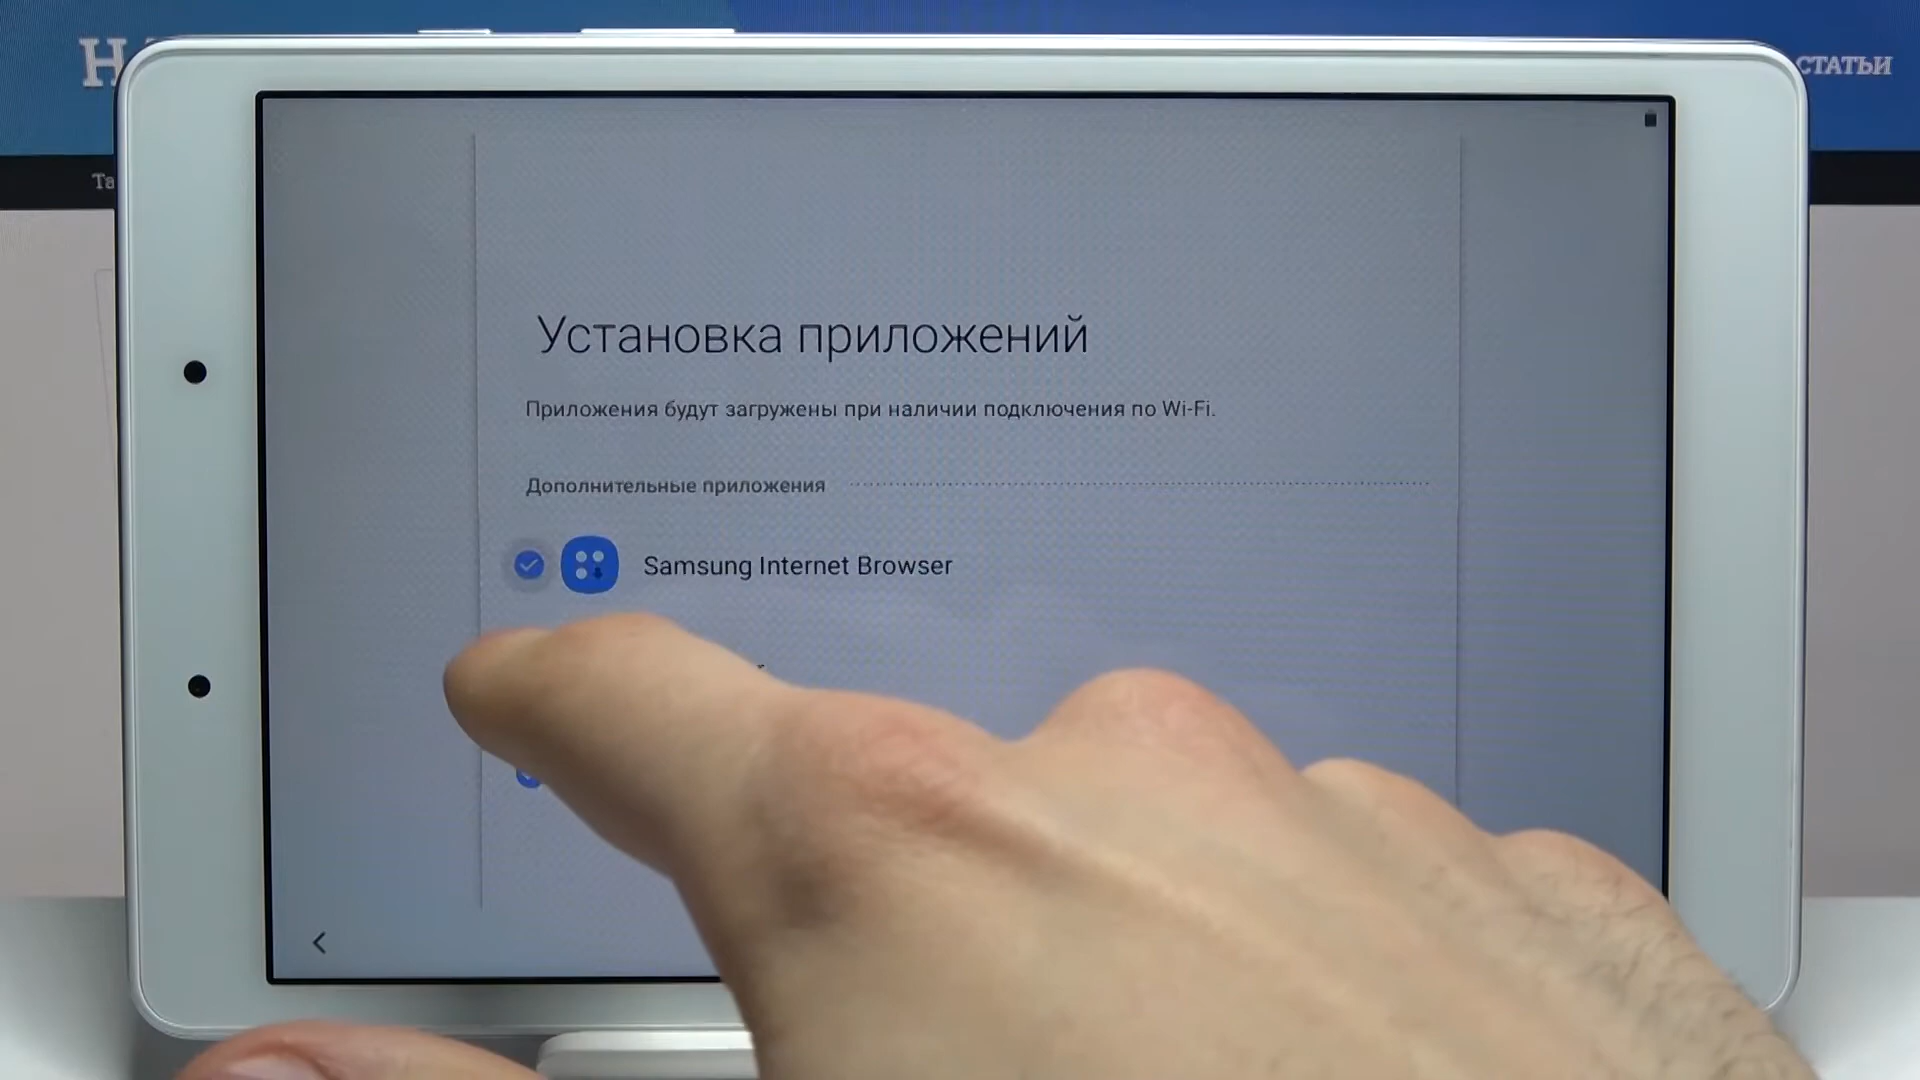 СТАТЬИ
Установка приложений
Приложения будут загружены при наличии подключения по Wi-Fi.
Дополнительные приложения
Samsung Internet Browser